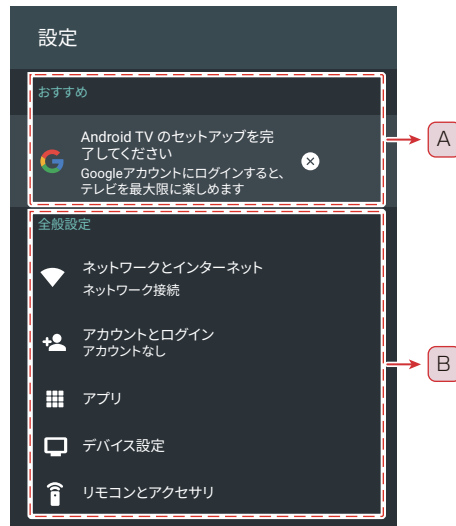 設定
おすすめ
Android TV のセットアップを完
了してください
Googleアカウントにログインすると、
テレビを最大限に楽しめます
A
全般設定
ネットワークとインターネット
ネットワーク接続
アカウントとログイン
アカウントなし
B
アプリ
デバイス設定
リモコンとアクセサリ